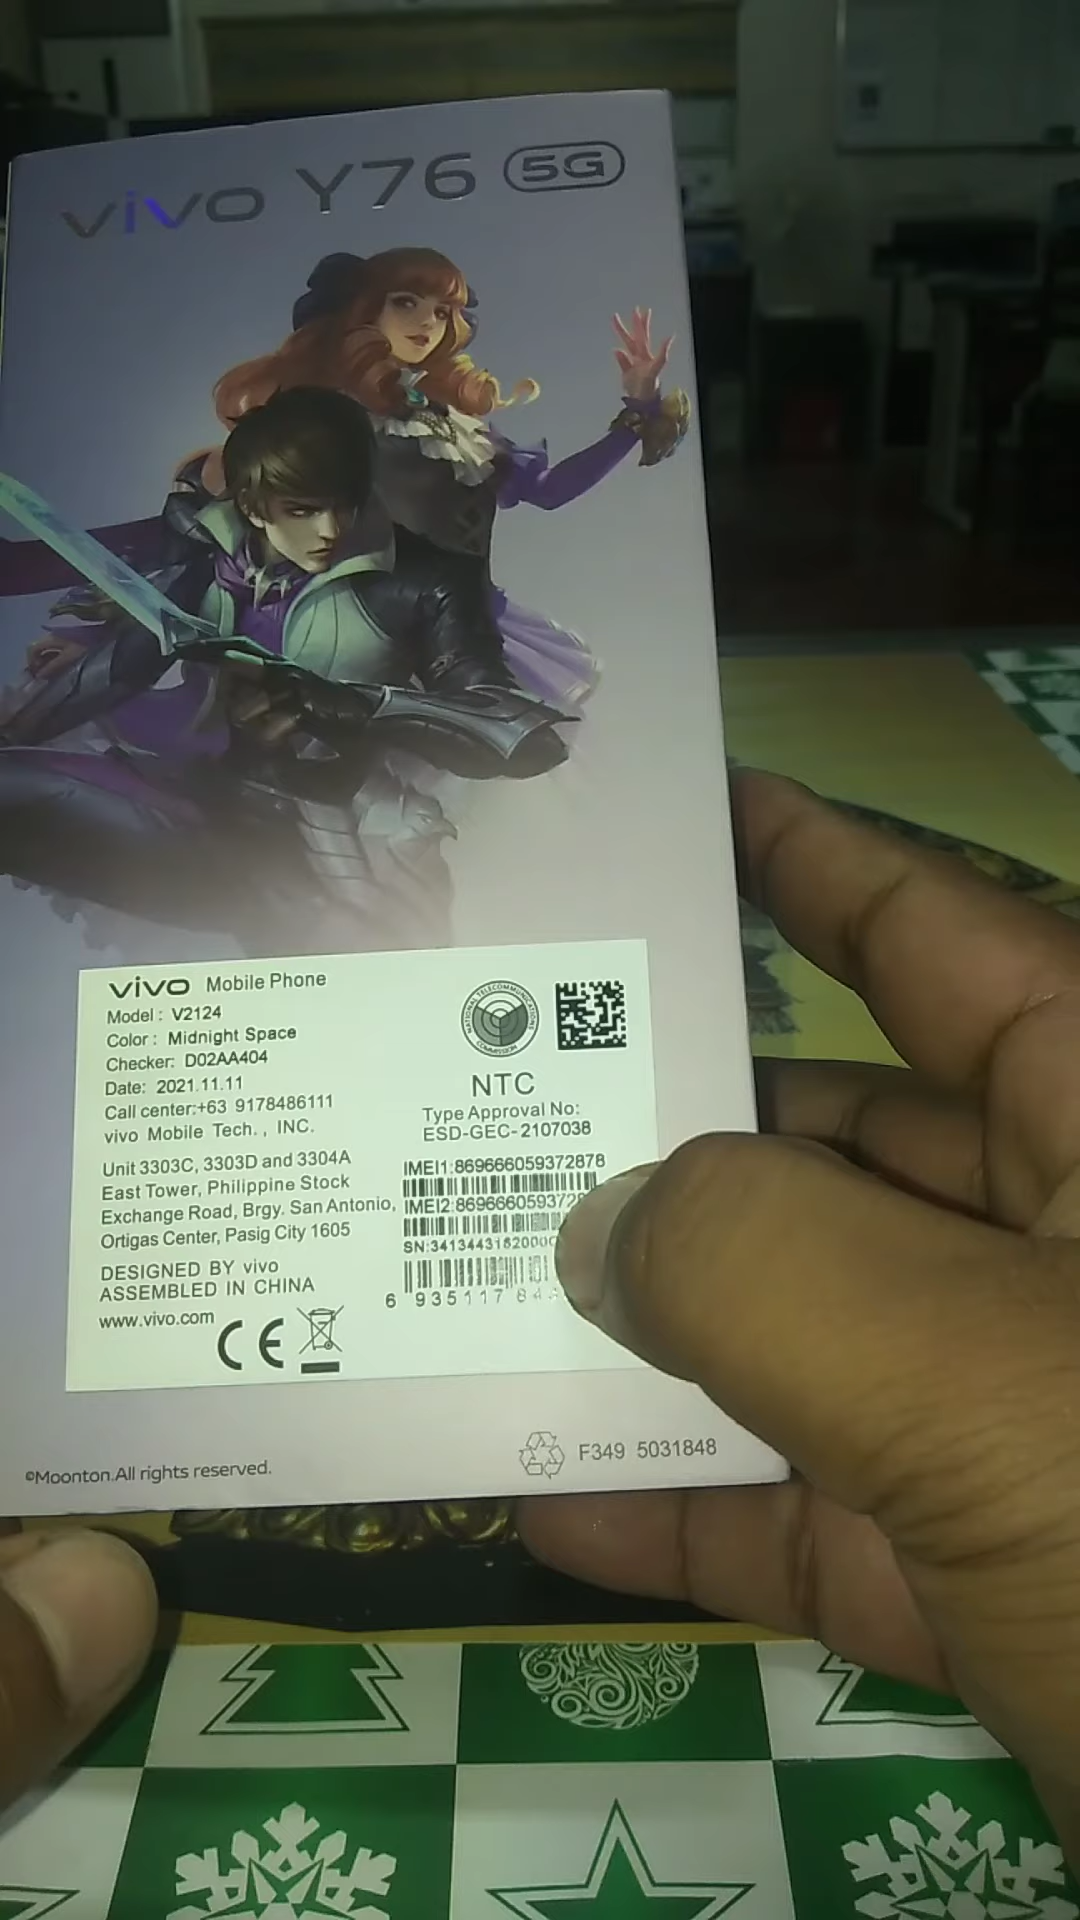 vivo Y76 5G
vivo Mobile Phone
Model : V2124
Color : Midnight Space
Checker: D02AA404
Date: 2021.11.11
Call center:+63 9178486111
vivo Mobile Tech. , INC.
Unit 3303C, 3303D and 3304A
East Tower, Philippine Stock
Exchange Road, Brgy. San Antonio,
Ortigas Center, Pasig City 1605
DESIGNED BY vivo
ASSEMBLED IN CHINA
www.vivo.com
CE
NATIONAL TELECOMMUNICATIONS COMMISSION
NTC
Type Approval No:
ESD-GEC-2107038
IMEI1:869666059372878
©Moonton.All rights reserved.
F349 5031848